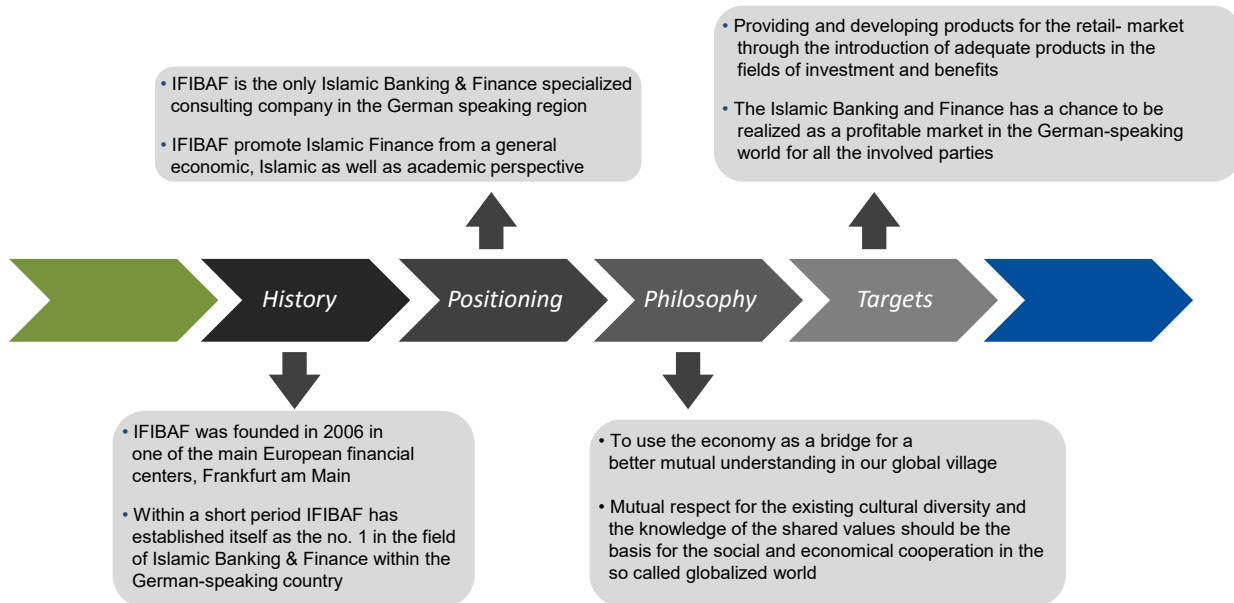 • Providing and developing products for the retail- market
through the introduction of adequate products in the
fields of investment and benefits
• The Islamic Banking and Finance has a chance to be
realized as a profitable market in the German-speaking
world for all the involved parties
• IFIBAF is the only Islamic Banking & Finance specialized
consulting company in the German speaking region
• IFIBAF promote Islamic Finance from a general
economic, Islamic as well as academic perspective
History
Positioning
Philosophy
Targets
• IFIBAF was founded in 2006 in
one of the main European financial
centers, Frankfurt am Main
• Within a short period IFIBAF has
established itself as the no. 1 in the field
of Islamic Banking & Finance within the
German-speaking country
• To use the economy as a bridge for a
better mutual understanding in our global village
• Mutual respect for the existing cultural diversity and
the knowledge of the shared values should be the
basis for the social and economical cooperation in the
so called globalized world